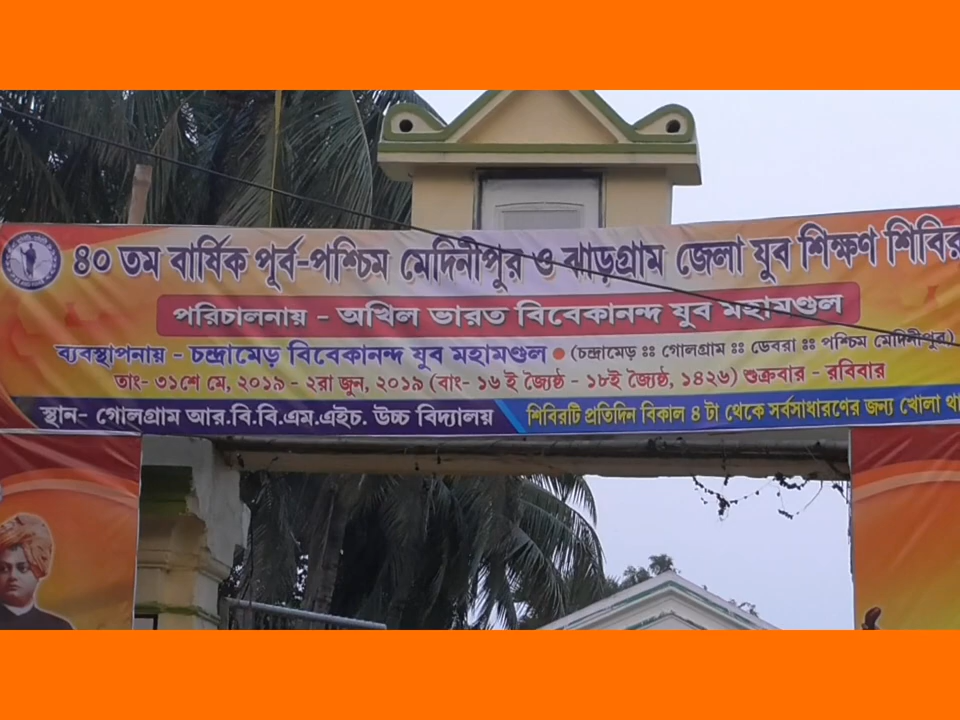 ৪০ তম বার্ষিক পূর্ব-পশ্চিম মেদিনীপুর ও ঝাড়গ্রাম জেলা যুব শিক্ষণ শিবির
পরিচালনায় - অখিল ভারত বিবেকানন্দ যুব মহামণ্ডল
ব্যবস্থাপনায় - চন্দ্রামেড় বিবেকানন্দ যুব মহামণ্ডল ● (চন্দ্রামেড় ঃঃ গোলগ্রাম ঃঃ ডেবরা ঃঃ পশ্চিম মেদিনীপুর)
তাং- ৩১শে মে, ২০১৯ - ২রা জুন, ২০১৯ (বাং- ১৬ ই জ্যৈষ্ঠ - ১৮ই জ্যৈষ্ঠ, ১৪২৬) শুক্রবার - রবিবার
স্থান- গোলগ্রাম আর.বি.বি.এম.এইচ. উচ্চ বিদ্যালয়
শিবিরটি প্রতিদিন বিকাল ৪ টা থেকে সর্বসাধারণের জন্য খোলা